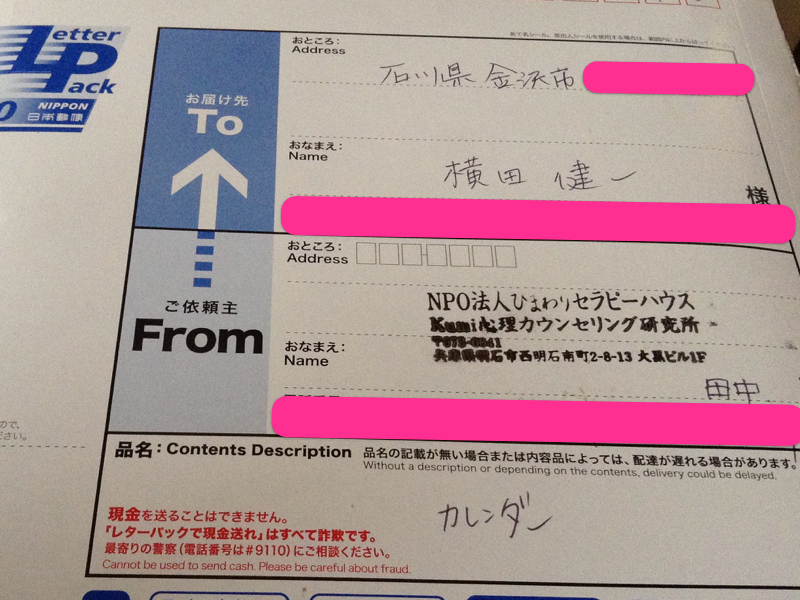 Letter
Pack
NIPPON
日本郵便
お届け先
To
おところ:
Address
石川県 金沢市
おなまえ:
Name
横田 健一
様
ご依頼主
From
おところ:
Address
NPO法人ひまわりセラピーハウス
Kumi心理カウンセリング研究所
〒673-0041
兵庫県明石市西明石南町2-8-13 大黒ビル1F
おなまえ:
Name
田中
品名:Contents Description
品名の記載が無い場合または内容品によっては、配達が遅れる場合があります。
Without a description or depending on the contents, delivery could be delayed.
カレンダー
現金を送ることはできません。
「レターパックで現金送れ」はすべて詐欺です。
最寄りの警察(電話番号は#9110)にご相談ください。
Cannot be used to send cash. Please be careful about fraud.